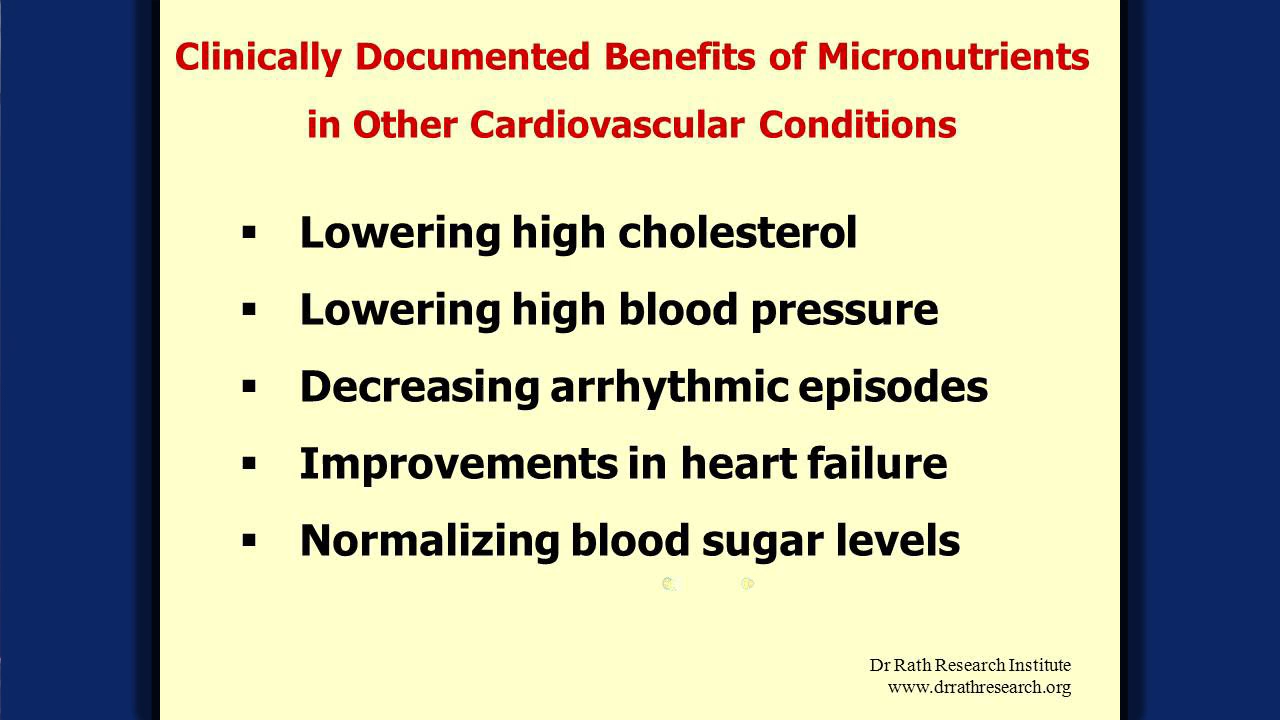 Clinically Documented Benefits of Micronutrients
in Other Cardiovascular Conditions
▪ Lowering high cholesterol
▪ Lowering high blood pressure
▪ Decreasing arrhythmic episodes
▪ Improvements in heart failure
▪ Normalizing blood sugar levels
Dr Rath Research Institute
www.drrathresearch.org